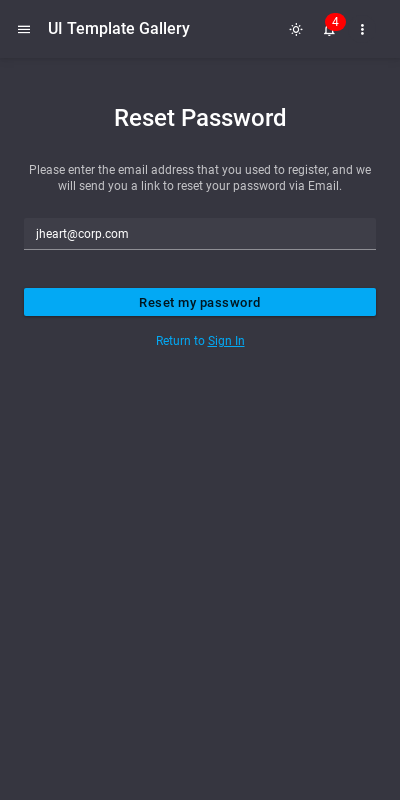 UI Template Gallery
4
Reset Password
Please enter the email address that you used to register, and we
will send you a link to reset your password via Email.
jheart@corp.com
Reset my password
Return to Sign In